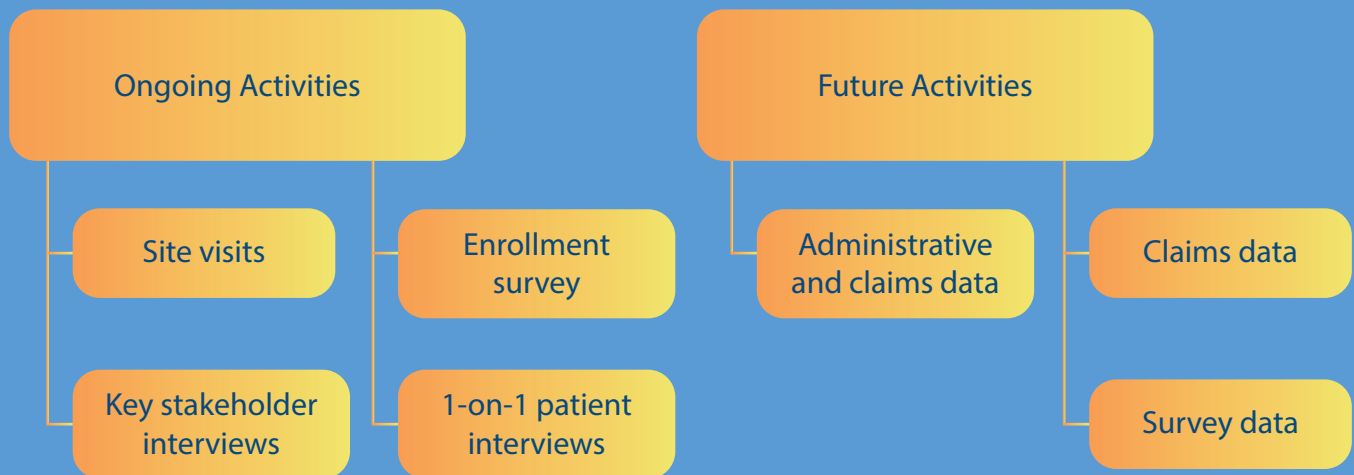 Ongoing Activities
Site visits
Key stakeholder
interviews
Enrollment
survey
1-on-1 patient
interviews
Future Activities
Administrative
and claims data
Claims data
Survey data